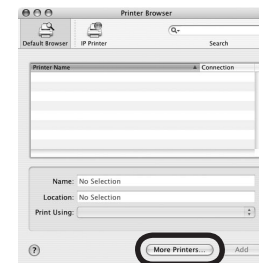 Printer Browser
Default Browser IP Printer Search
Printer Name Connection
Name: No Selection
Location: No Selection
Print Using:
? More Printers... Add